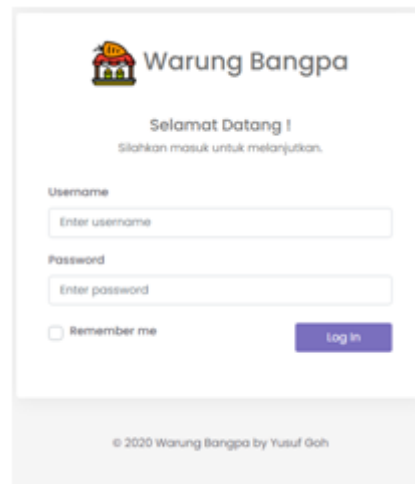 Warung Bangpa
Selamat Datang !
Silahkan masuk untuk melanjutkan.
Username
Enter username
Password
Enter password
Remember me
Log In
© 2020 Warung Bangpa by Yusuf Goh